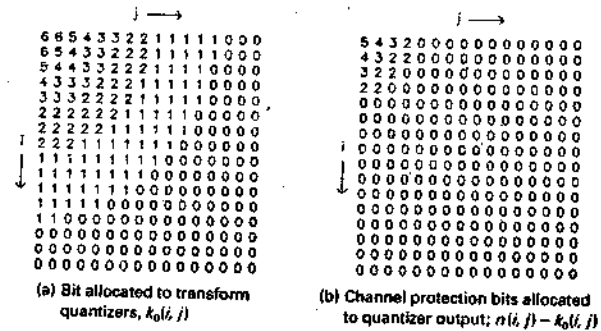 j
6 6 5 4 3 3 2 2 1 1 1 1 1 0 0 0
6 5 5 4 3 3 2 2 1 1 1 1 1 0 0 0
5 4 4 3 3 2 2 2 1 1 1 1 0 0 0 0
4 3 3 3 2 2 2 1 1 1 1 1 0 0 0 0
3 3 3 2 2 2 2 1 1 1 1 1 0 0 0 0
2 2 2 2 2 2 1 1 1 1 1 0 0 0 0 0
2 2 2 2 2 1 1 1 1 1 1 0 0 0 0 0
2 2 2 1 1 1 1 1 1 1 0 0 0 0 0 0
1 1 1 1 1 1 1 1 1 1 0 0 0 0 0 0
1 1 1 1 1 1 1 1 1 0 0 0 0 0 0 0
1 1 1 1 1 1 1 0 0 0 0 0 0 0 0 0
1 1 1 1 1 0 0 0 0 0 0 0 0 0 0 0
1 1 0 0 0 0 0 0 0 0 0 0 0 0 0 0
0 0 0 0 0 0 0 0 0 0 0 0 0 0 0 0
0 0 0 0 0 0 0 0 0 0 0 0 0 0 0 0
0 0 0 0 0 0 0 0 0 0 0 0 0 0 0 0
i
(a) Bit allocated to transform
quantizers, k₀(i, j)
j
5 4 3 2 0 0 0 0 0 0 0 0 0 0 0 0
4 3 2 2 0 0 0 0 0 0 0 0 0 0 0 0
3 2 2 0 0 0 0 0 0 0 0 0 0 0 0 0
2 2 0 0 0 0 0 0 0 0 0 0 0 0 0 0
0 0 0 0 0 0 0 0 0 0 0 0 0 0 0 0
0 0 0 0 0 0 0 0 0 0 0 0 0 0 0 0
0 0 0 0 0 0 0 0 0 0 0 0 0 0 0 0
0 0 0 0 0 0 0 0 0 0 0 0 0 0 0 0
0 0 0 0 0 0 0 0 0 0 0 0 0 0 0 0
0 0 0 0 0 0 0 0 0 0 0 0 0 0 0 0
0 0 0 0 0 0 0 0 0 0 0 0 0 0 0 0
0 0 0 0 0 0 0 0 0 0 0 0 0 0 0 0
0 0 0 0 0 0 0 0 0 0 0 0 0 0 0 0
0 0 0 0 0 0 0 0 0 0 0 0 0 0 0 0
0 0 0 0 0 0 0 0 0 0 0 0 0 0 0 0
0 0 0 0 0 0 0 0 0 0 0 0 0 0 0 0
i
(b) Channel protection bits allocated
to quantizer output; n(i, j) – k₀(i, j)